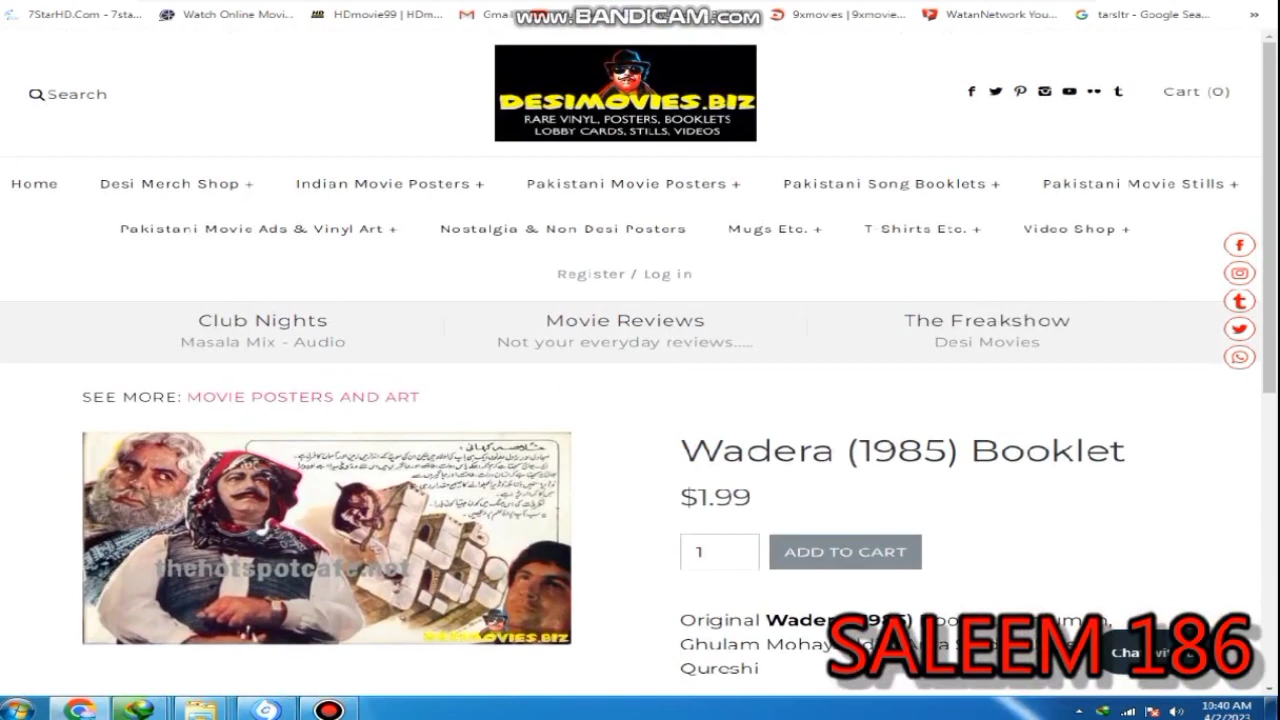 7StarHD.Com - 7sta...
Watch Online Movi...
HDmovie99 | HDm...
www.BANDICAM.com
9xmovies | 9xmovie...
WatanNetwork You...
tarsltr - Google Sea...
»
Search
DESIMOVIES.BIZ
RARE VINYL, POSTERS, BOOKLETS
LOBBY CARDS, STILLS, VIDEOS
Cart (0)
Home
Desi Merch Shop +
Indian Movie Posters +
Pakistani Movie Posters +
Pakistani Song Booklets +
Pakistani Movie Stills +
Pakistani Movie Ads & Vinyl Art +
Nostalgia & Non Desi Posters
Mugs Etc. +
T-Shirts Etc. +
Video Shop +
Register / Log in
Club Nights
Masala Mix - Audio
Movie Reviews
Not your everyday reviews.....
The Freakshow
Desi Movies
SEE MORE: MOVIE POSTERS AND ART
thehotspotcafe.net
DESIMOVIES.BIZ
Wadera (1985) Booklet
$1.99
1
ADD TO CART
Original
Ghulam
Qureshi
SALEEM 186
10:40 AM
4/2/2023